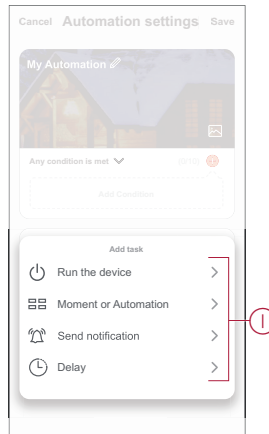 Cancel Automation settings Save
My Automation
Any condition is met
Add Condition
Add task
Run the device
Moment or Automation
Send notification
Delay
I